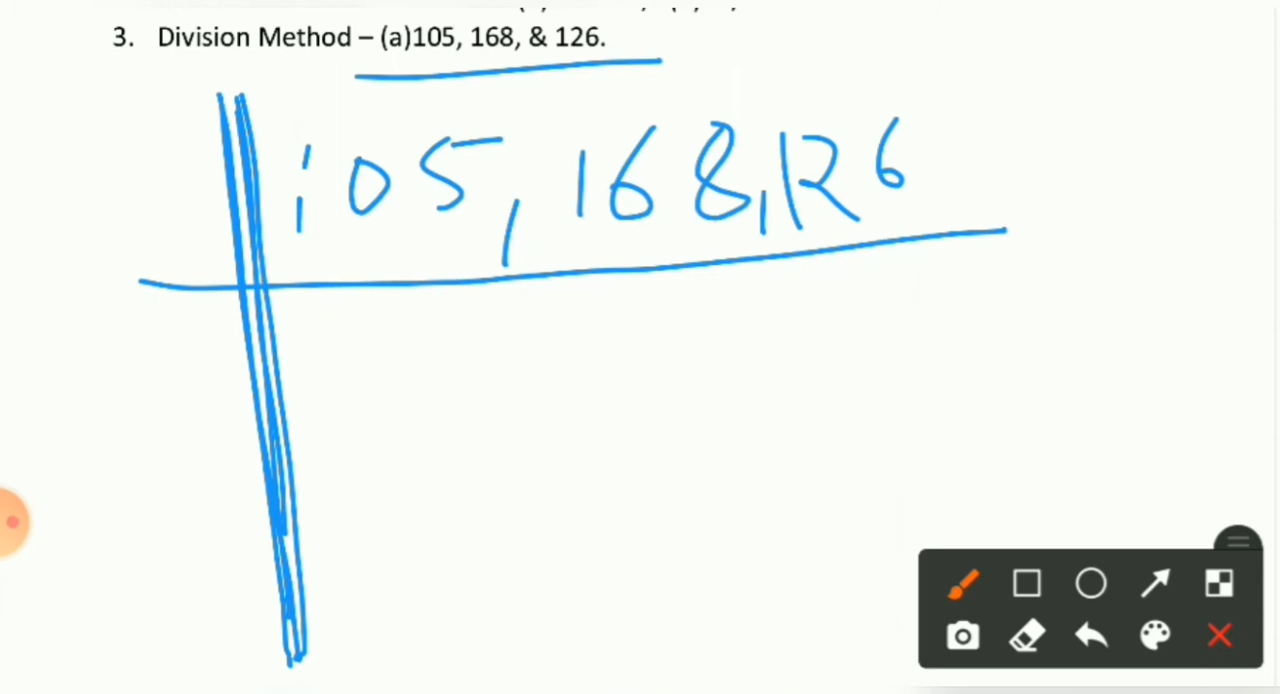 3. Division Method – (a)105, 168, & 126.
105, 168, 126